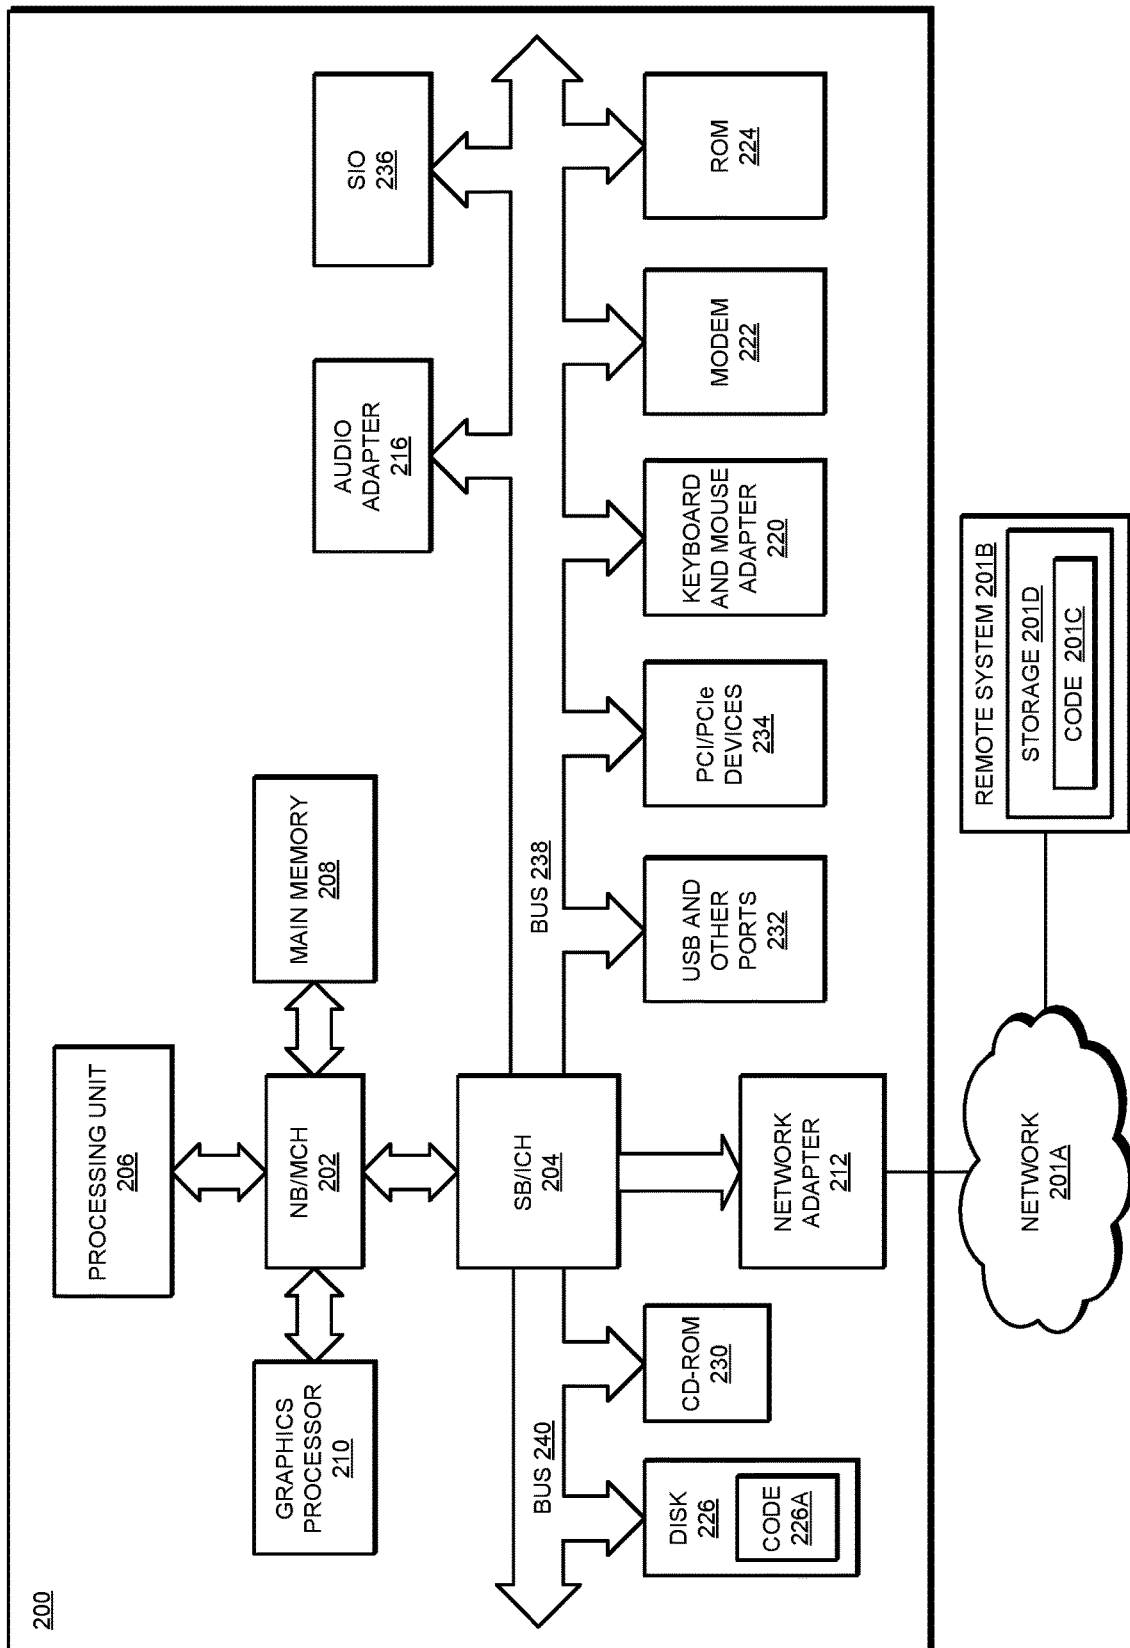 200
PROCESSING UNIT
206
GRAPHICS
PROCESSOR
210
NB/MCH
202
MAIN MEMORY
208
AUDIO
ADAPTER
216
SIO
236
SB/ICH
204
BUS 240
BUS 238
DISK
226
CODE
226A
CD-ROM
230
NETWORK
ADAPTER
212
USB AND
OTHER
PORTS
232
PCI/PCIe
DEVICES
234
KEYBOARD
AND MOUSE
ADAPTER
220
MODEM
222
ROM
224
NETWORK
201A
REMOTE SYSTEM 201B
STORAGE 201D
CODE 201C